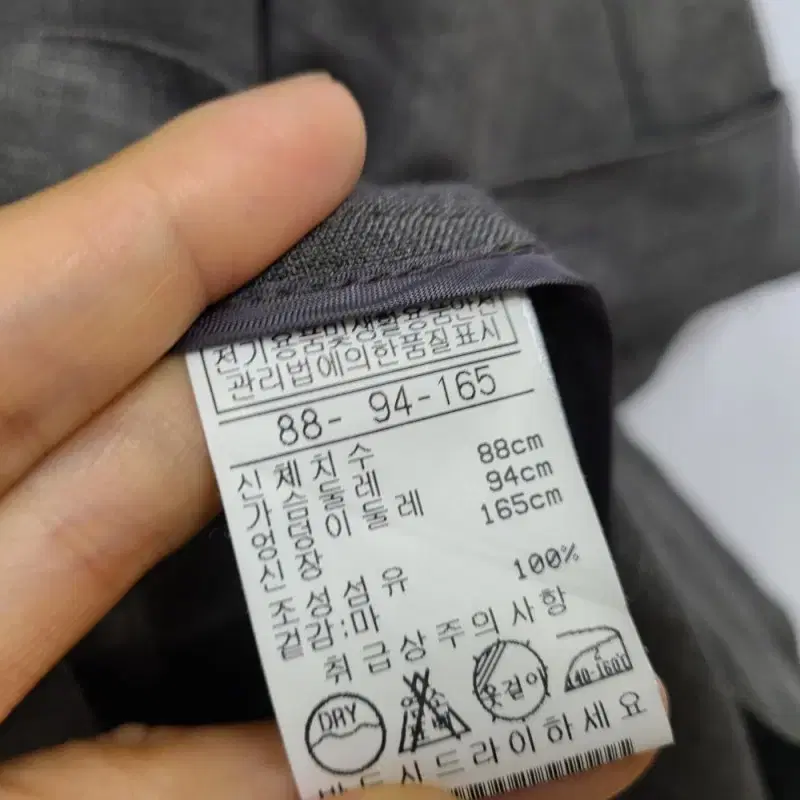 전기용품및생활용품안전
관리법에의한품질표시
88- 94-165
신 체 치 수
가슴둘레 88cm
엉덩이둘레 94cm
신 장 165cm
조 성 섬 유
겉감:마 100%
취 급 상 주 의 사 항
DRY
옷걸이
2
140-160℃
반드시드라이하세요